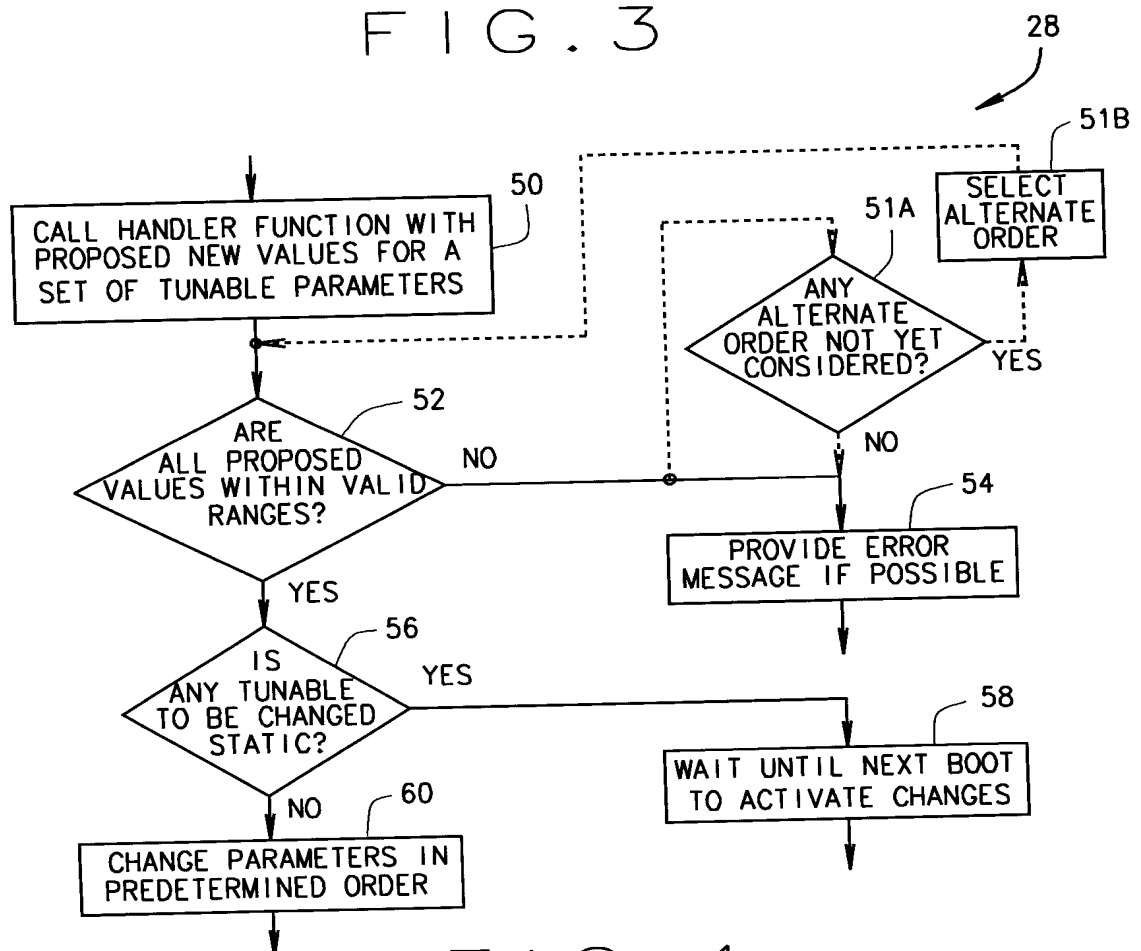 FIG. 3
28
51B
SELECT
ALTERNATE
ORDER
50
CALL HANDLER FUNCTION WITH
PROPOSED NEW VALUES FOR A
SET OF TUNABLE PARAMETERS
51A
ANY
ALTERNATE
ORDER NOT YET
CONSIDERED?
YES
NO
52
ARE
ALL PROPOSED
VALUES WITHIN VALID
RANGES?
NO
YES
54
PROVIDE ERROR
MESSAGE IF POSSIBLE
56
IS
ANY TUNABLE
TO BE CHANGED
STATIC?
YES
NO
58
WAIT UNTIL NEXT BOOT
TO ACTIVATE CHANGES
60
CHANGE PARAMETERS IN
PREDETERMINED ORDER